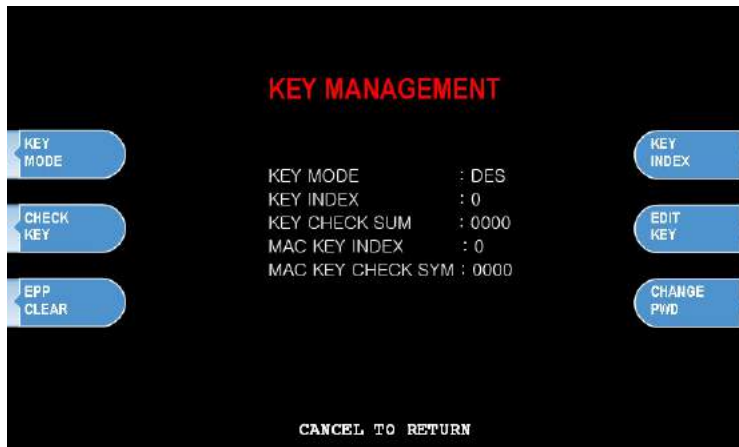 KEY MANAGEMENT
KEY
MODE
KEY
INDEX
KEY MODE : DES
KEY INDEX : 0
KEY CHECK SUM : 0000
MAC KEY INDEX : 0
MAC KEY CHECK SYM : 0000
CHECK
KEY
EDIT
KEY
EPP
CLEAR
CHANGE
PWD
CANCEL TO RETURN